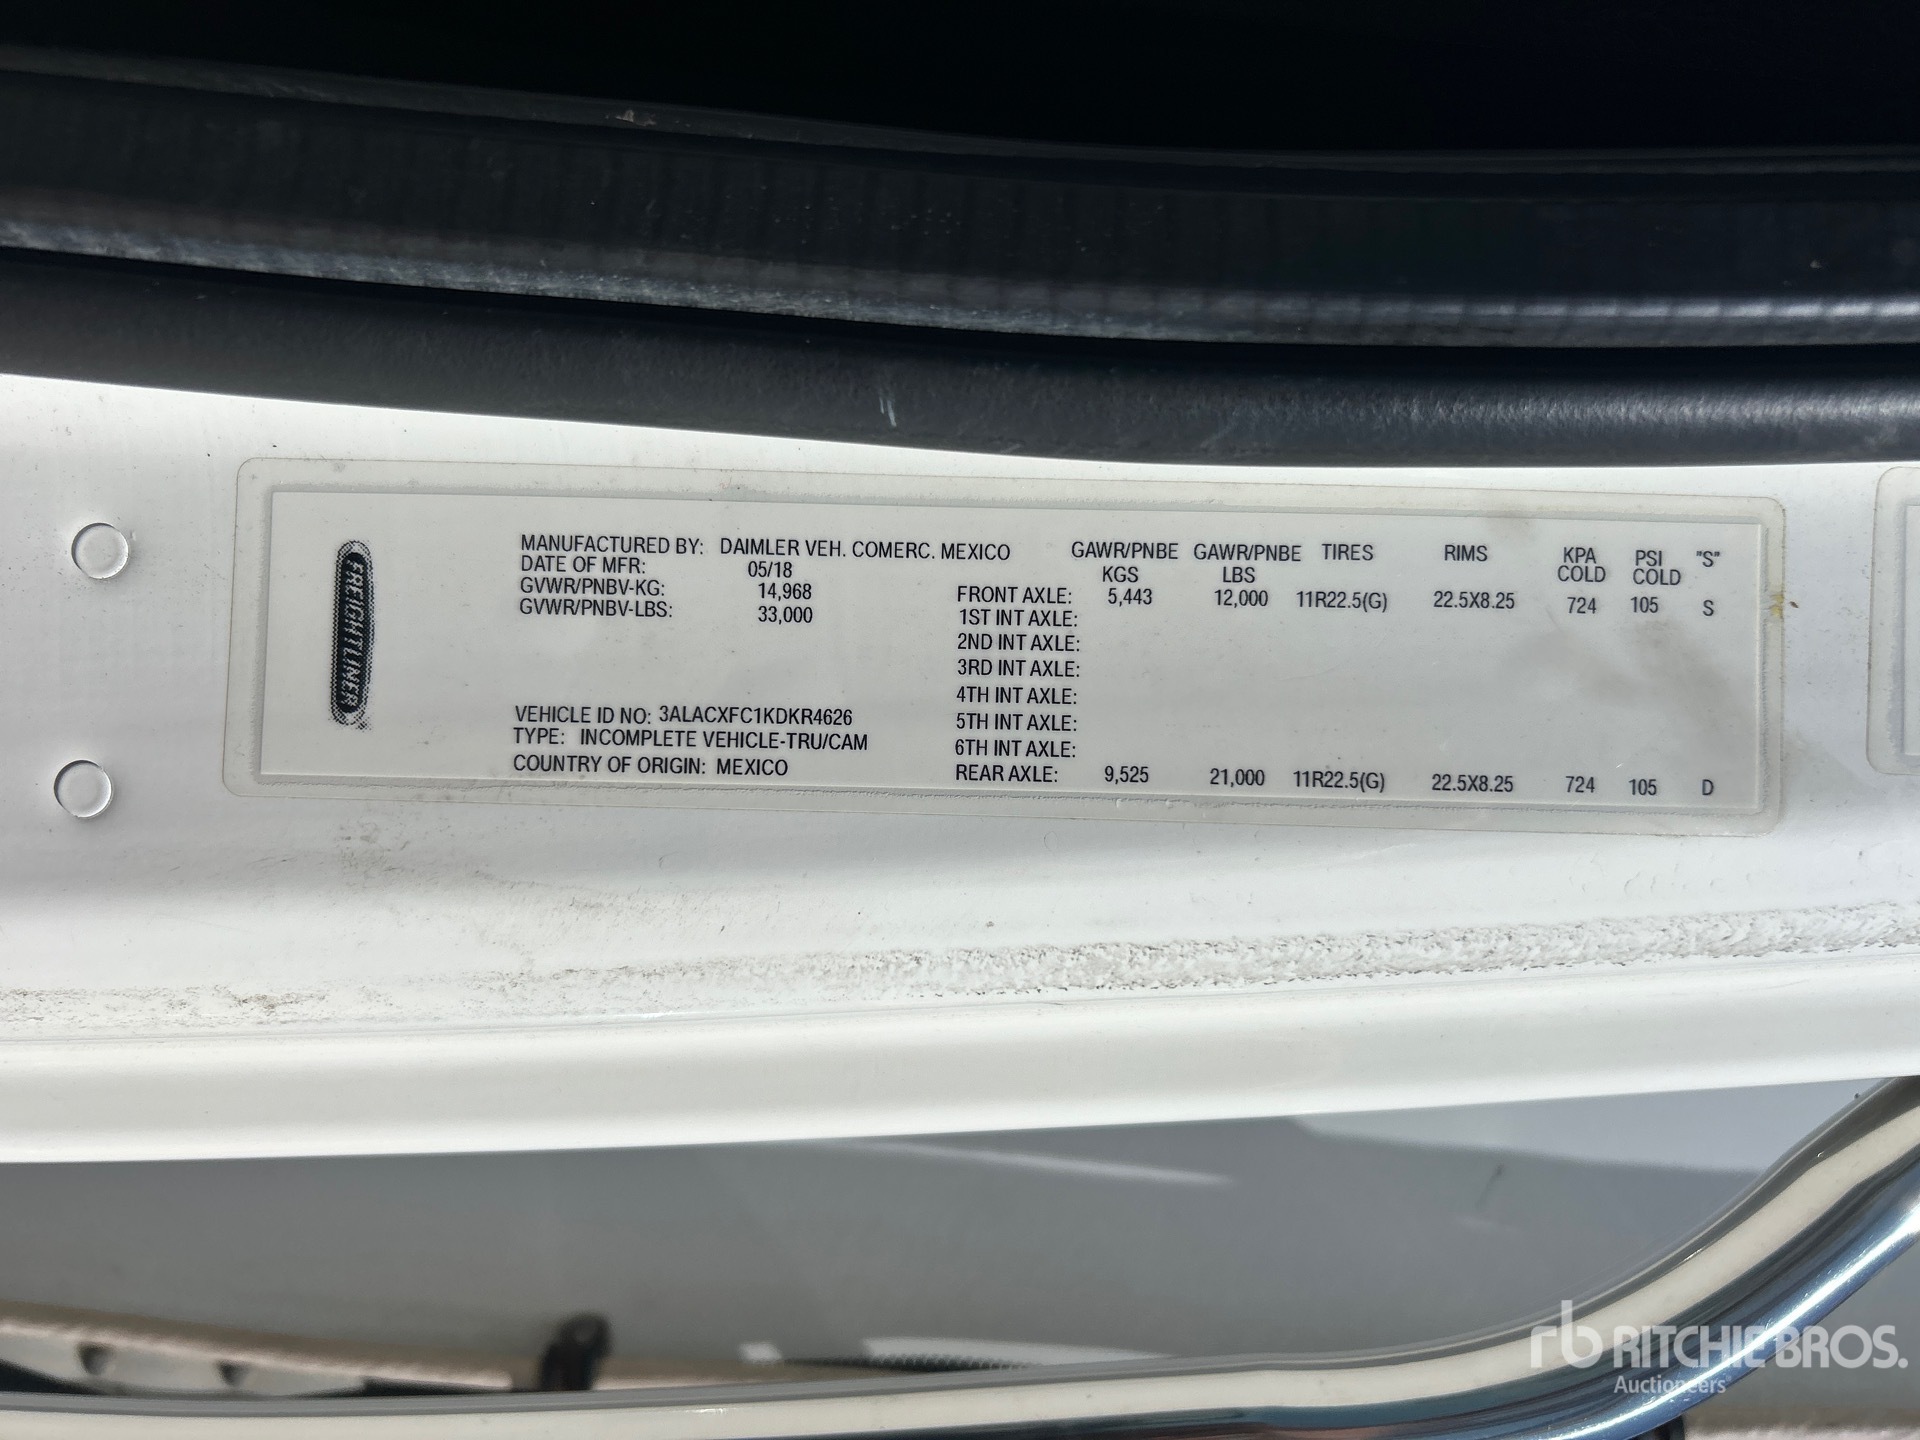 FREIGHTLINER
MANUFACTURED BY: DAIMLER VEH. COMERC. MEXICO
DATE OF MFR: 05/18
GVWR/PNBV-KG: 14,968
GVWR/PNBV-LBS: 33,000
VEHICLE ID NO: 3ALACXFC1KDKR4626
TYPE: INCOMPLETE VEHICLE-TRU/CAM
COUNTRY OF ORIGIN: MEXICO
GAWR/PNBE KGS GAWR/PNBE LBS TIRES RIMS KPA COLD PSI COLD "S"
FRONT AXLE: 5,443 12,000 11R22.5(G) 22.5X8.25 724 105 S
1ST INT AXLE:
2ND INT AXLE:
3RD INT AXLE:
4TH INT AXLE:
5TH INT AXLE:
6TH INT AXLE:
REAR AXLE: 9,525 21,000 11R22.5(G) 22.5X8.25 724 105 D
rb RITCHIE BROS.
Auctioneers